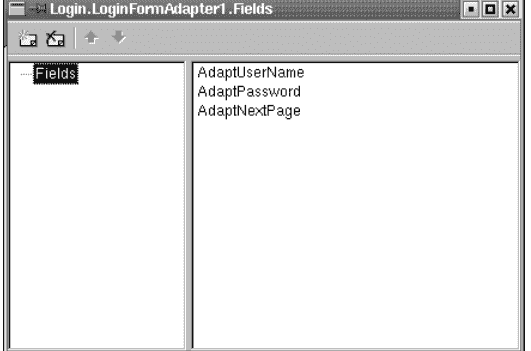 Login.LoginFormAdapter1.Fields
Fields
AdaptUserName
AdaptPassword
AdaptNextPage